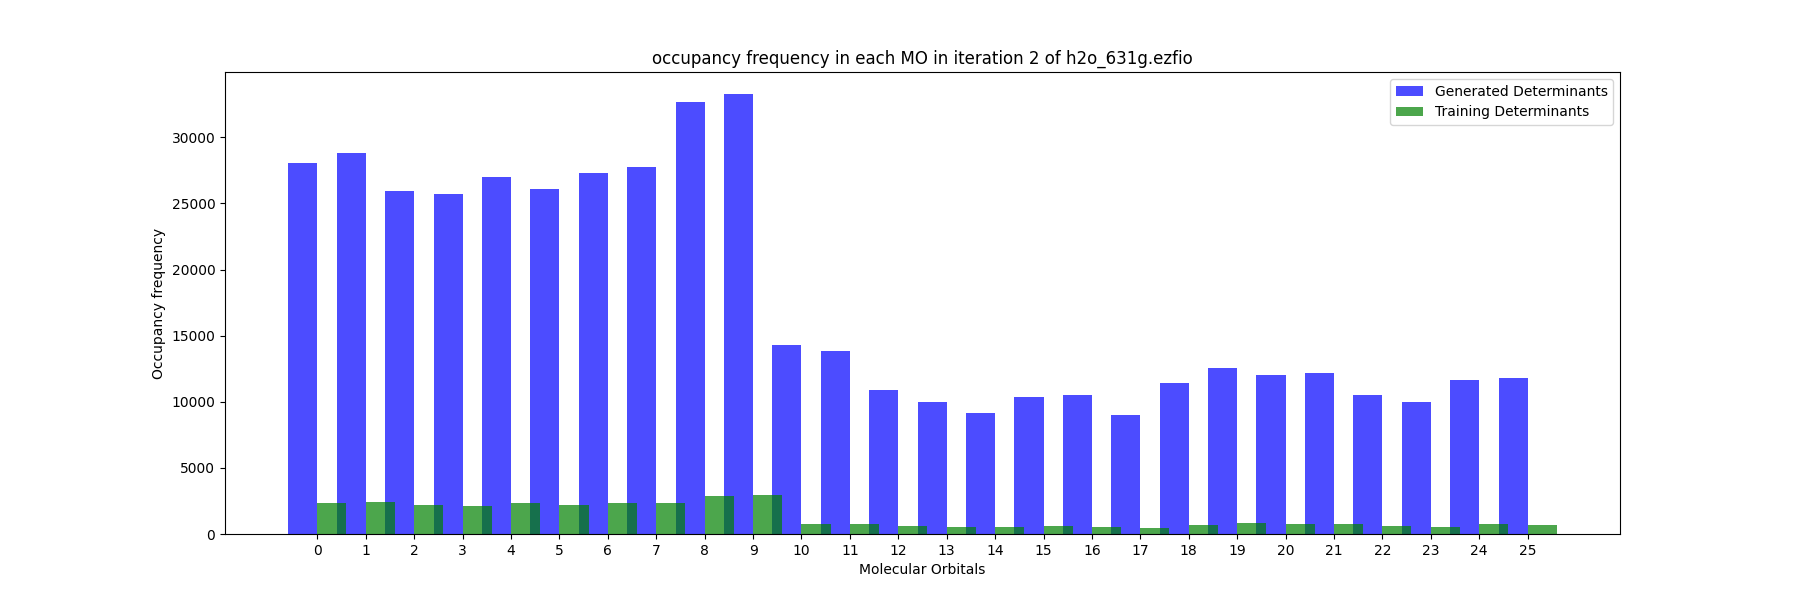 occupancy frequency in each MO in iteration 2 of h2o_631g.ezfio
Generated Determinants
Training Determinants
Occupancy frequency
30000
25000
20000
15000
10000
5000
0
0 1 2 3 4 5 6 7 8 9 10 11 12 13 14 15 16 17 18 19 20 21 22 23 24 25
Molecular Orbitals